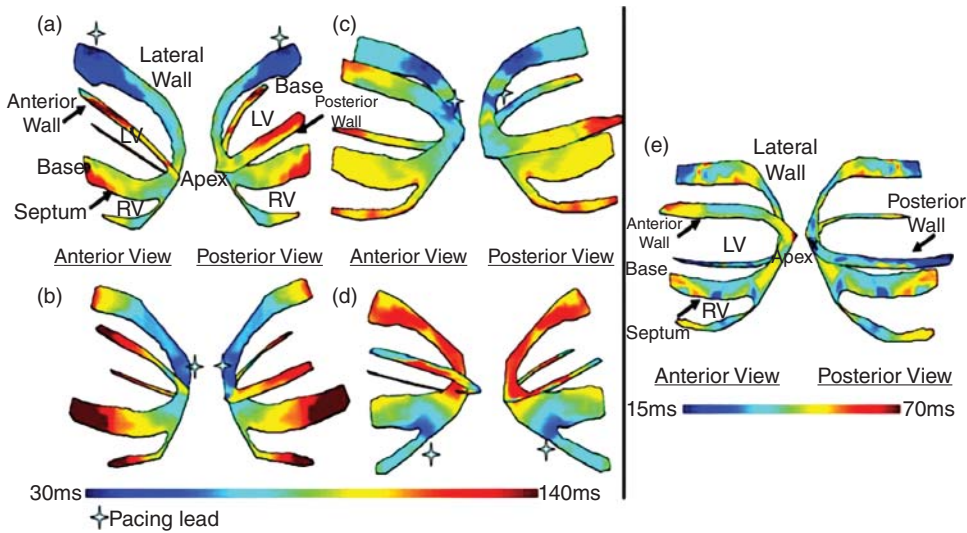 (a)
Lateral
Wall
Base
Anterior
Wall
LV
LV
Posterior
Wall
Base
Apex
Septum
RV
RV
Anterior View
Posterior View
(c)
Anterior View
Posterior View
(b)
(d)
30ms
140ms
Pacing lead
(e)
Lateral
Wall
Posterior
Wall
Anterior
Wall
LV
Apex
Base
RV
Septum
Anterior View
Posterior View
15ms
70ms